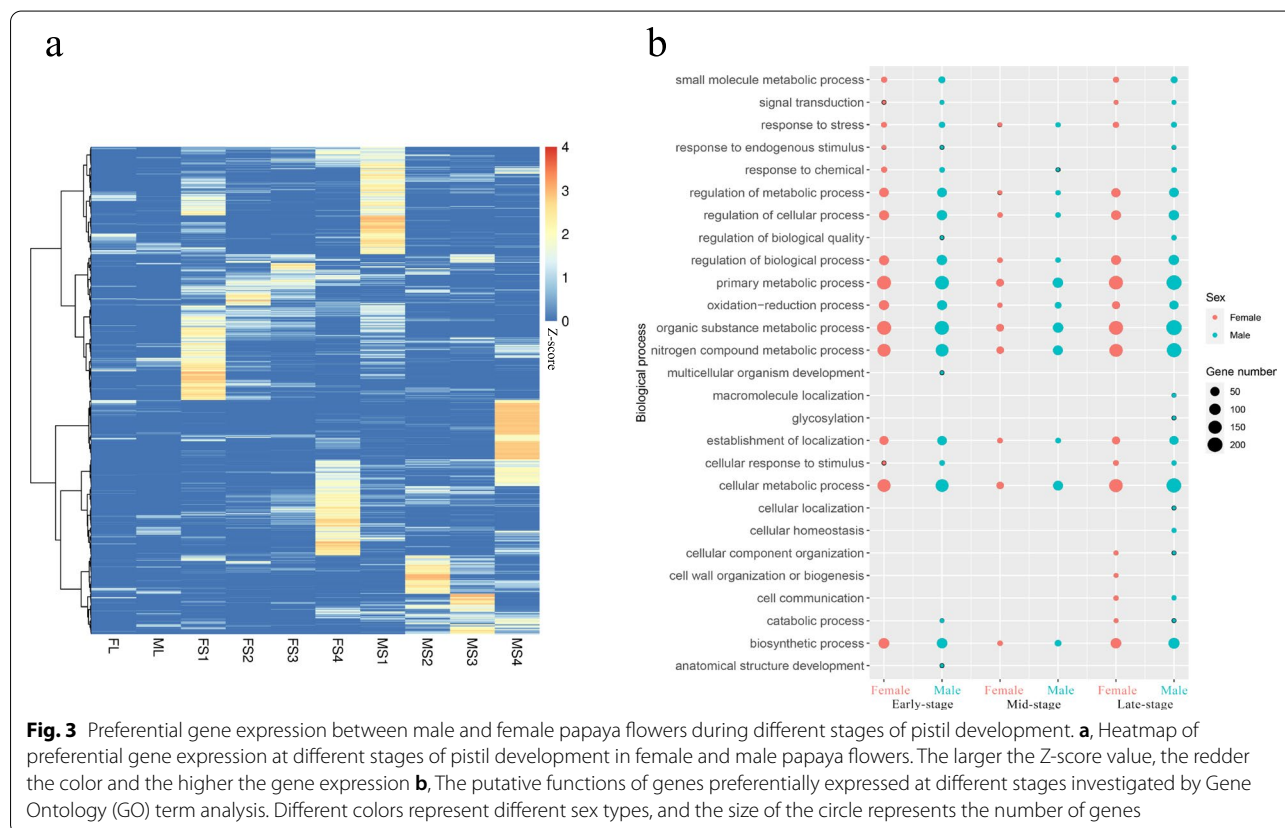 a
4
3
2
1
0
Z-score
FL ML FS1 FS2 FS3 FS4 MS1 MS2 MS3 MS4
b
Biological process
small molecule metabolic process
signal transduction
response to stress
response to endogenous stimulus
response to chemical
regulation of metabolic process
regulation of cellular process
regulation of biological quality
regulation of biological process
primary metabolic process
oxidation−reduction process
organic substance metabolic process
nitrogen compound metabolic process
multicellular organism development
macromolecule localization
glycosylation
establishment of localization
cellular response to stimulus
cellular metabolic process
cellular localization
cellular homeostasis
cellular component organization
cell wall organization or biogenesis
cell communication
catabolic process
biosynthetic process
anatomical structure development
Female Male Female Male Female Male
Early-stage Mid-stage Late-stage
Sex
Female
Male
Gene number
50
100
150
200
Fig. 3 Preferential gene expression between male and female papaya flowers during different stages of pistil development. a, Heatmap of
preferential gene expression at different stages of pistil development in female and male papaya flowers. The larger the Z-score value, the redder
the color and the higher the gene expression b, The putative functions of genes preferentially expressed at different stages investigated by Gene
Ontology (GO) term analysis. Different colors represent different sex types, and the size of the circle represents the number of genes